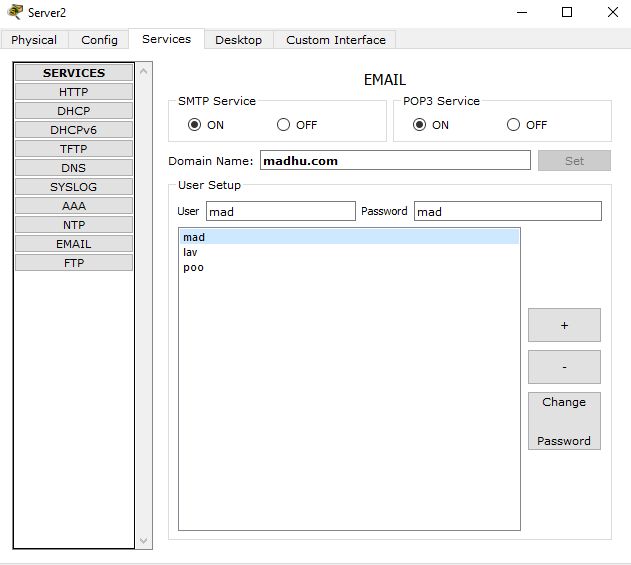 Server2
Physical Config Services Desktop Custom Interface
SERVICES
HTTP
DHCP
DHCPv6
TFTP
DNS
SYSLOG
AAA
NTP
EMAIL
FTP
EMAIL
SMTP Service
ON OFF
POP3 Service
ON OFF
Domain Name: madhu.com Set
User Setup
User mad Password mad
mad
lav
poo
+
-
Change
Password